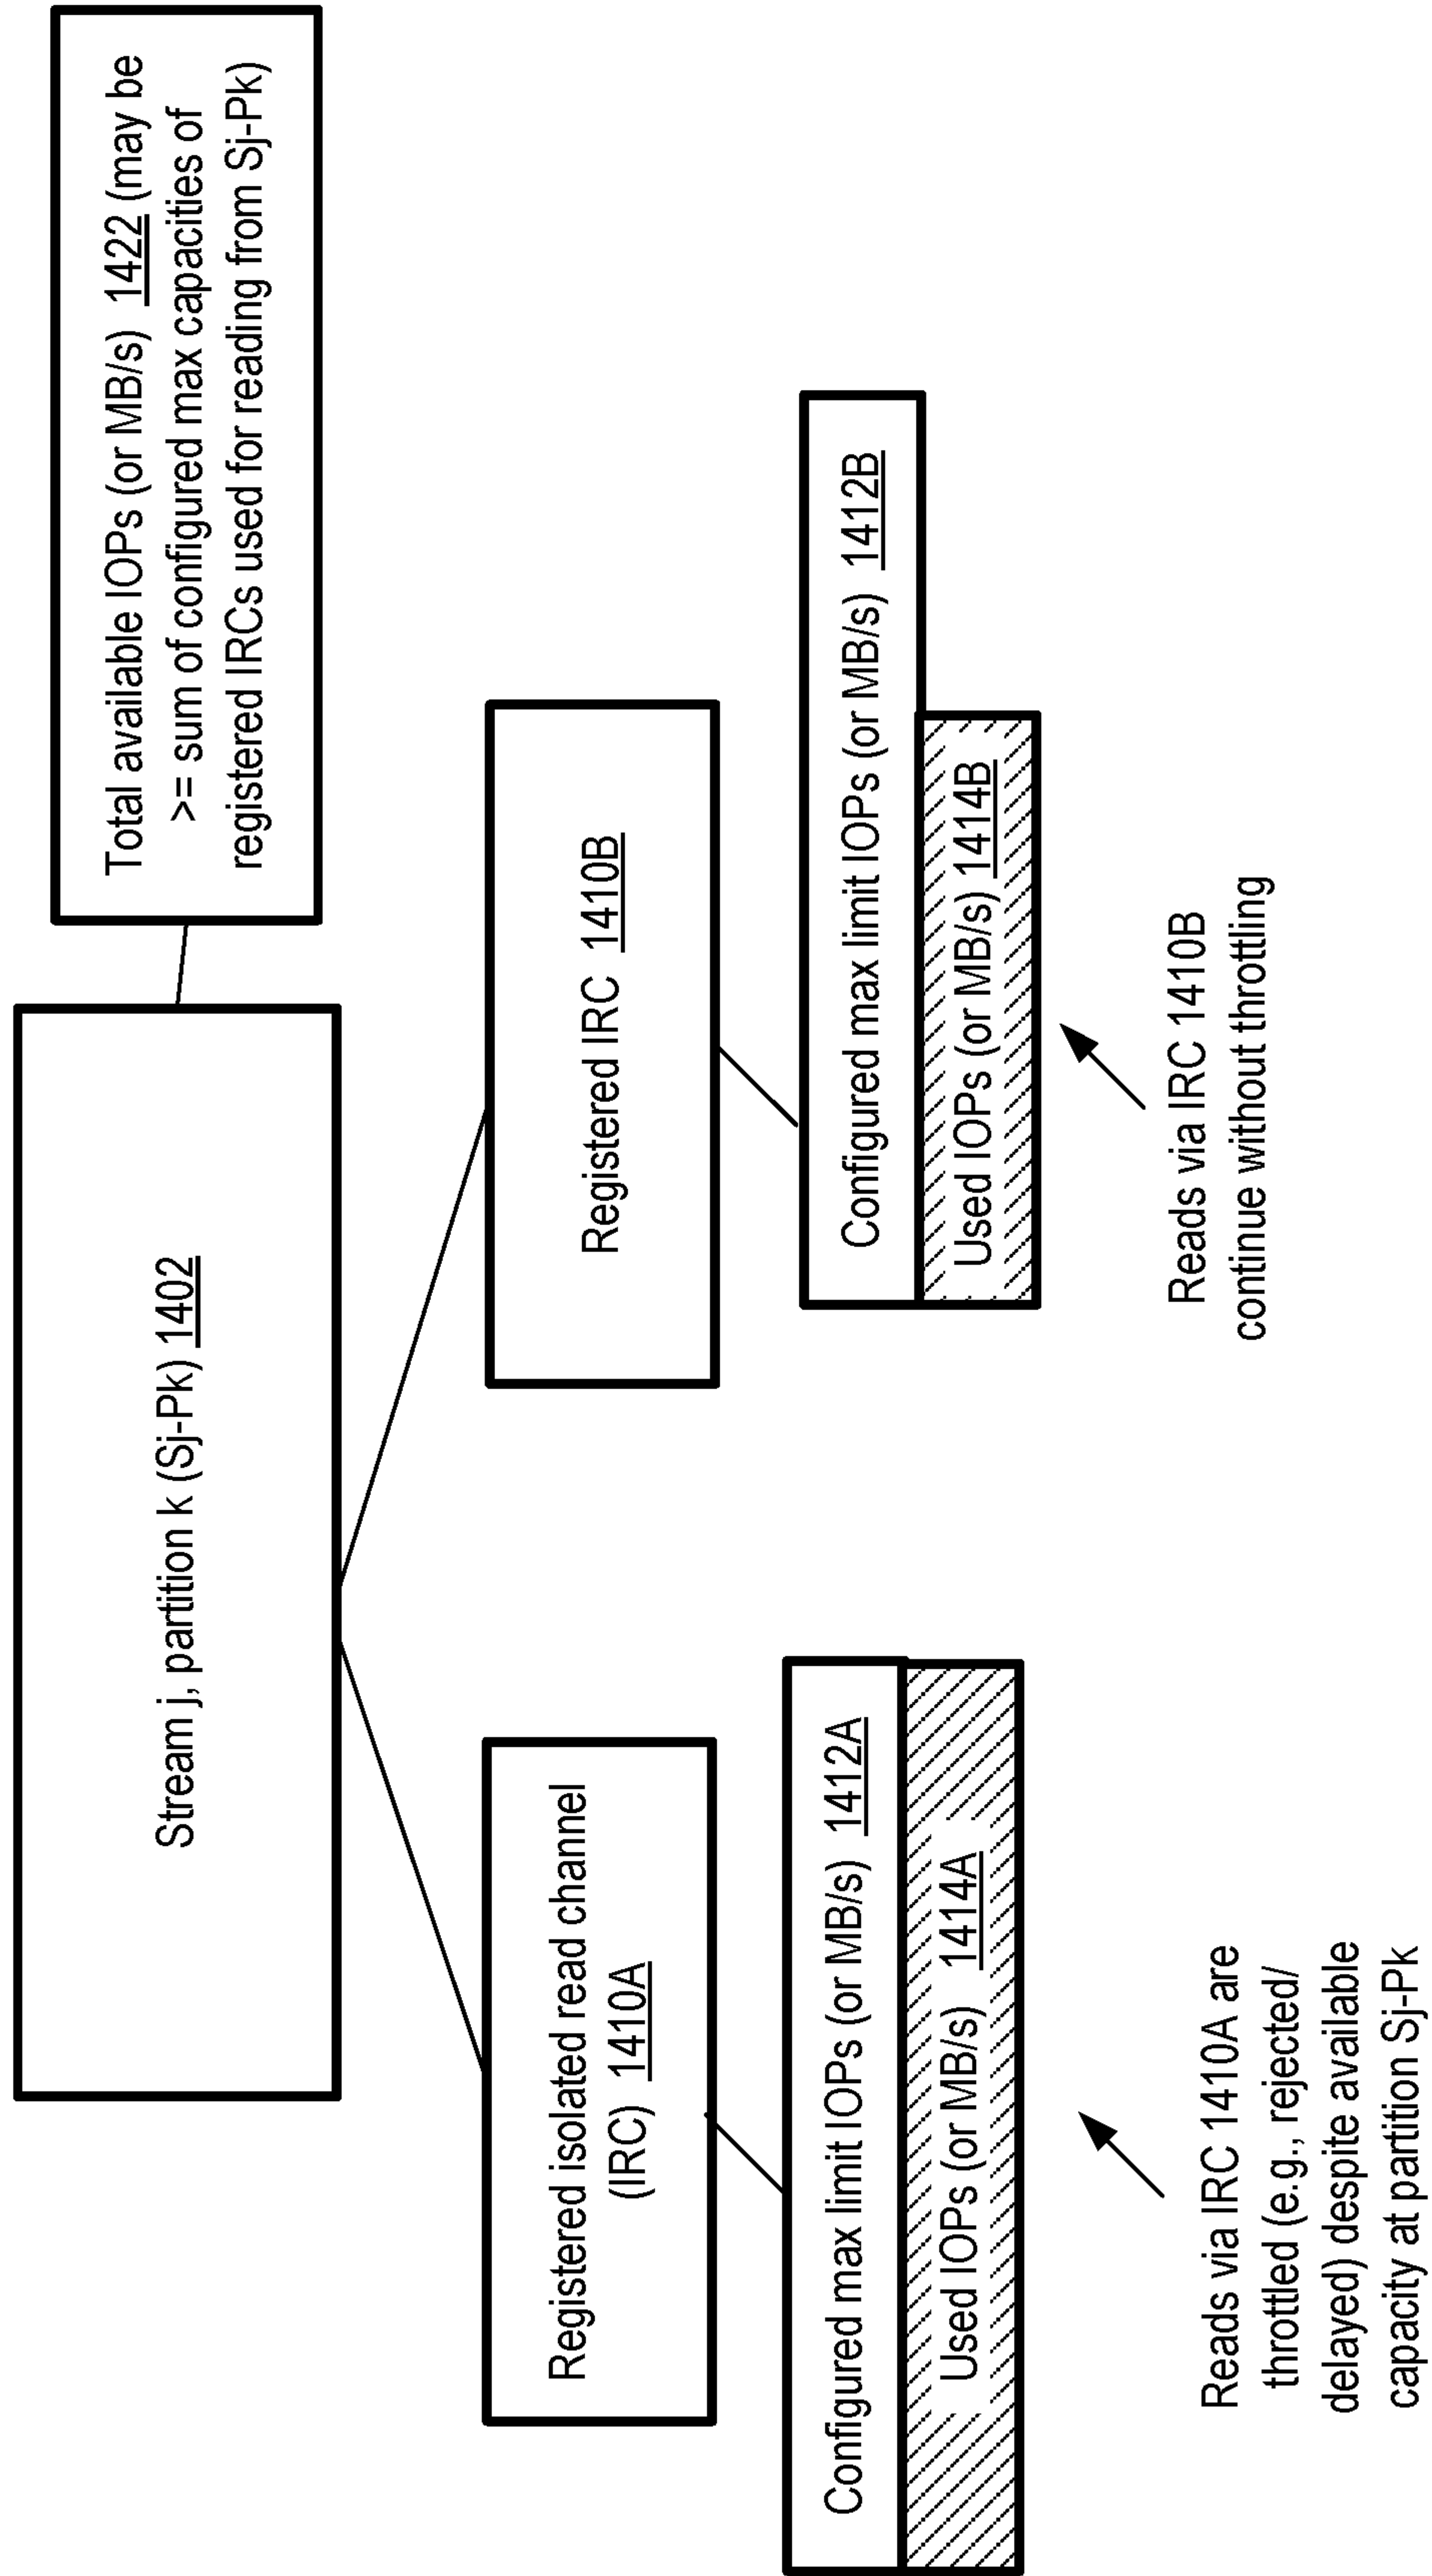 Stream j, partition k (Sj-Pk) 1402
Total available IOPs (or MB/s) 1422 (may be
>= sum of configured max capacities of
registered IRCs used for reading from Sj-Pk)
Registered isolated read channel
(IRC) 1410A
Registered IRC 1410B
Configured max limit IOPs (or MB/s) 1412A
Used IOPs (or MB/s) 1414A
Configured max limit IOPs (or MB/s) 1412B
Used IOPs (or MB/s) 1414B
Reads via IRC 1410A are
throttled (e.g., rejected/
delayed) despite available
capacity at partition Sj-Pk
Reads via IRC 1410B
continue without throttling